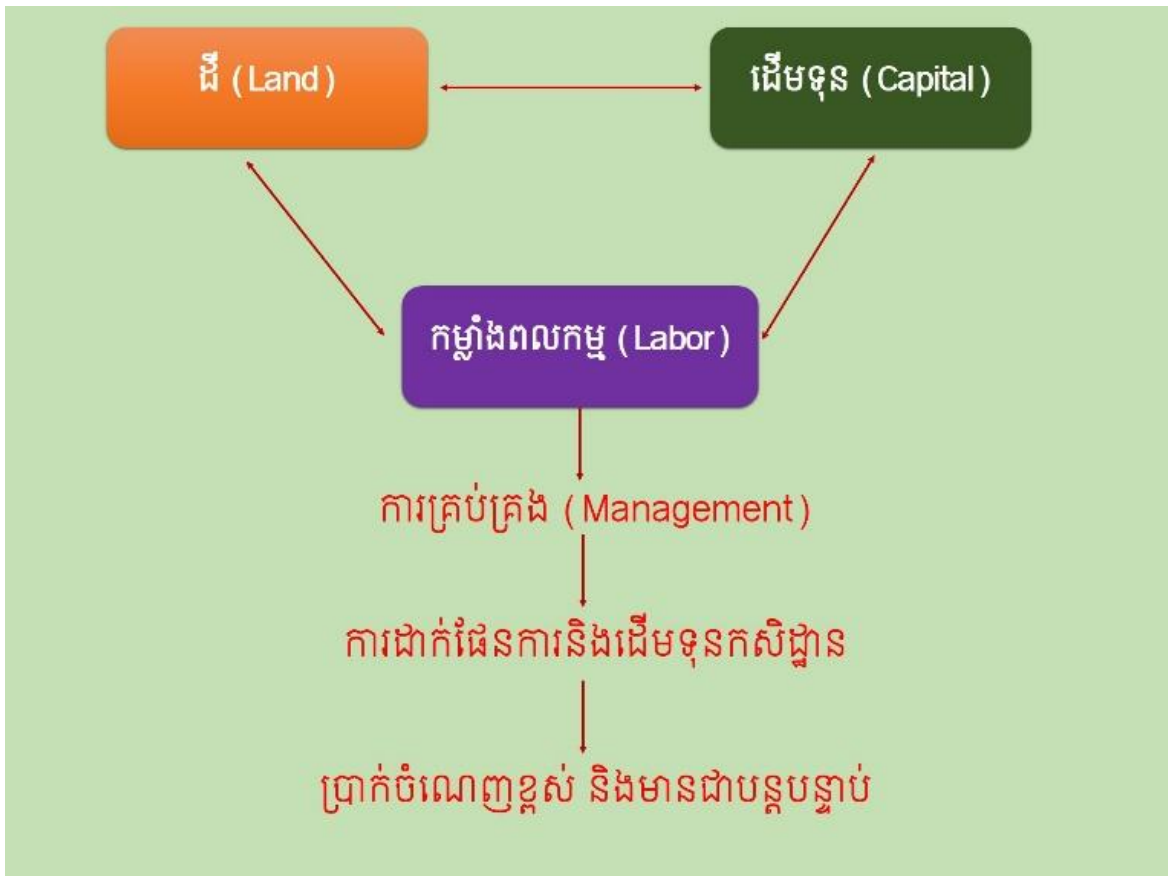 ដី (Land)
ដើមទុន (Capital)
កម្លាំងពលកម្ម (Labor)
ការគ្រប់គ្រង (Management)
ការដាក់ផែនការនិងដើមទុនកសិដ្ឋាន
ប្រាក់ចំណេញខ្ពស់ និងមានជាបន្តបន្ទាប់